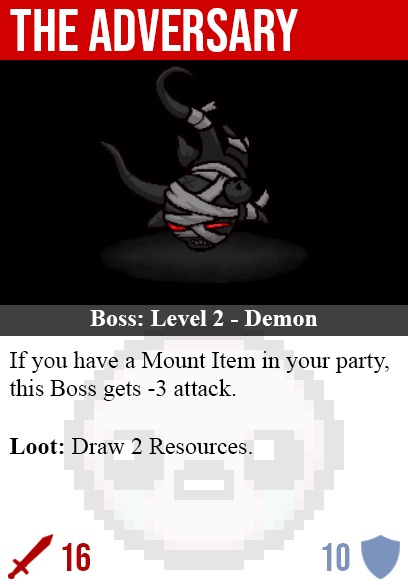 THE ADVERSARY
Boss: Level 2 - Demon
If you have a Mount Item in your party,
this Boss gets -3 attack.
Loot: Draw 2 Resources.
16
10